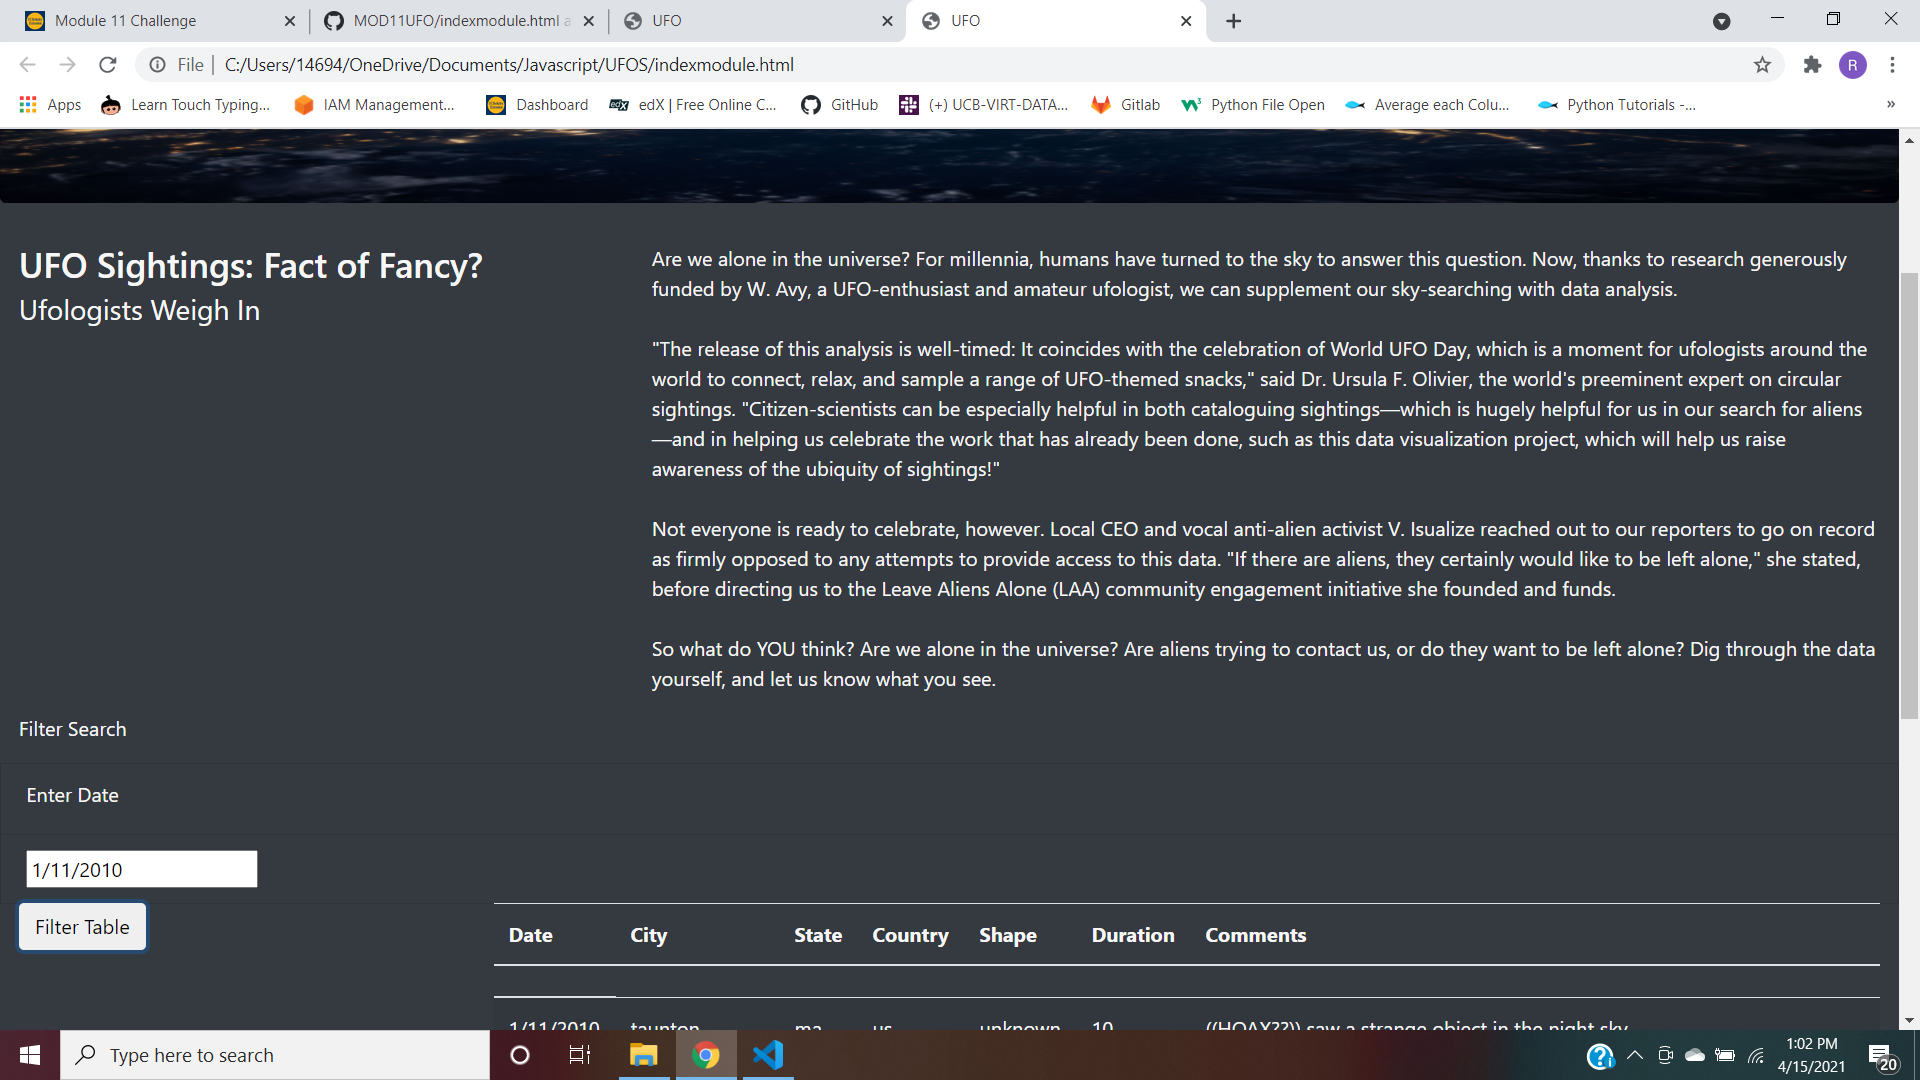 Module 11 Challenge
MOD11UFO/indexmodule.html a
UFO
UFO
File
C:/Users/14694/OneDrive/Documents/Javascript/UFOS/indexmodule.html
R
Apps
Learn Touch Typing...
IAM Management...
Dashboard
edX | Free Online C...
GitHub
(+) UCB-VIRT-DATA...
Gitlab
Python File Open
Average each Colu...
Python Tutorials -...
»
UFO Sightings: Fact of Fancy?
Ufologists Weigh In
Are we alone in the universe? For millennia, humans have turned to the sky to answer this question. Now, thanks to research generously
funded by W. Avy, a UFO-enthusiast and amateur ufologist, we can supplement our sky-searching with data analysis.
"The release of this analysis is well-timed: It coincides with the celebration of World UFO Day, which is a moment for ufologists around the
world to connect, relax, and sample a range of UFO-themed snacks," said Dr. Ursula F. Olivier, the world's preeminent expert on circular
sightings. "Citizen-scientists can be especially helpful in both cataloguing sightings—which is hugely helpful for us in our search for aliens
—and in helping us celebrate the work that has already been done, such as this data visualization project, which will help us raise
awareness of the ubiquity of sightings!"
Not everyone is ready to celebrate, however. Local CEO and vocal anti-alien activist V. Isualize reached out to our reporters to go on record
as firmly opposed to any attempts to provide access to this data. "If there are aliens, they certainly would like to be left alone," she stated,
before directing us to the Leave Aliens Alone (LAA) community engagement initiative she founded and funds.
So what do YOU think? Are we alone in the universe? Are aliens trying to contact us, or do they want to be left alone? Dig through the data
yourself, and let us know what you see.
Filter Search
Enter Date
1/11/2010
Filter Table
Date City State Country Shape Duration Comments
1/11/2010 taunton ma us unknown 10 ((HOAX??)) saw a strange object in the night sky
Type here to search
1:02 PM
4/15/2021
20